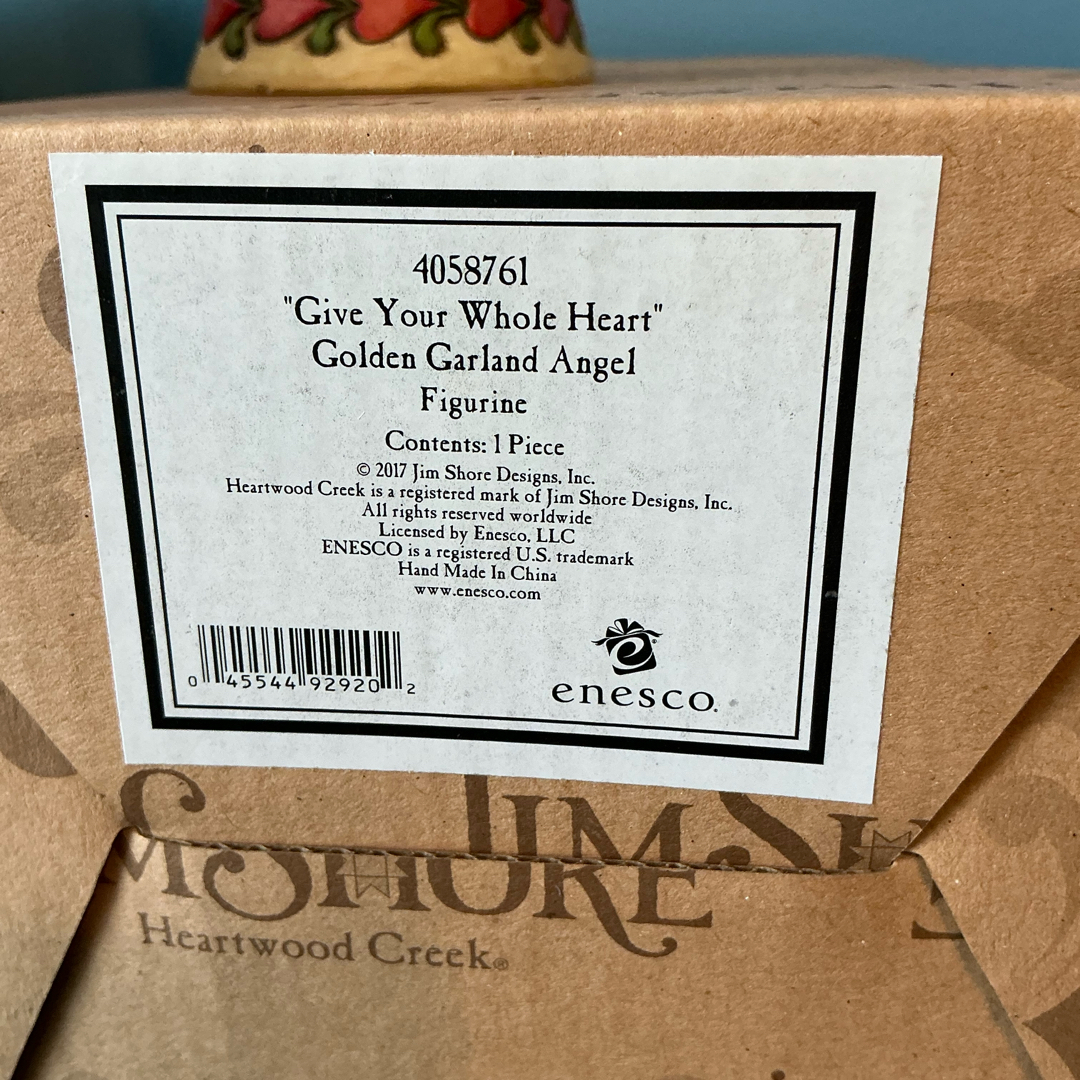 4058761
"Give Your Whole Heart"
Golden Garland Angel
Figurine
Contents: 1 Piece
© 2017 Jim Shore Designs, Inc.
Heartwood Creek is a registered mark of Jim Shore Designs, Inc.
All rights reserved worldwide
Licensed by Enesco, LLC
ENESCO is a registered U.S. trademark
Hand Made In China
www.enesco.com
0 45544 92920 2
enesco.
JIM SHORE
Heartwood Creek®